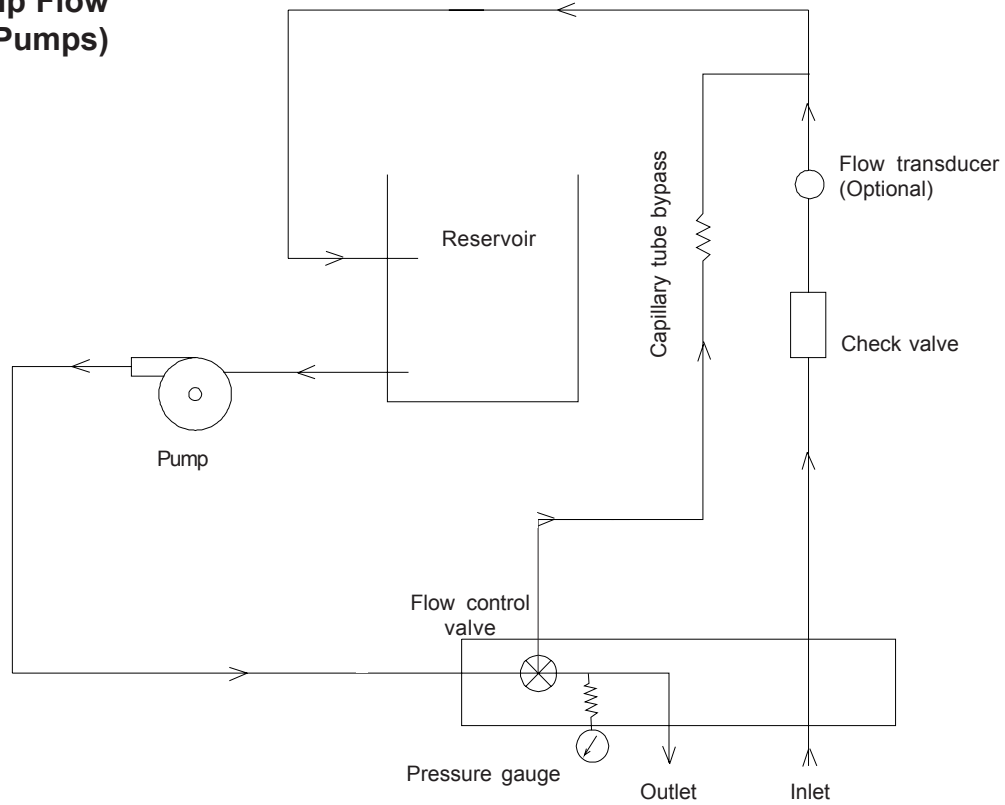 Flow
Pumps)
Flow transducer
(Optional)
Capillary tube bypass
Reservoir
Check valve
Pump
Flow control
valve
Pressure gauge
Outlet
Inlet